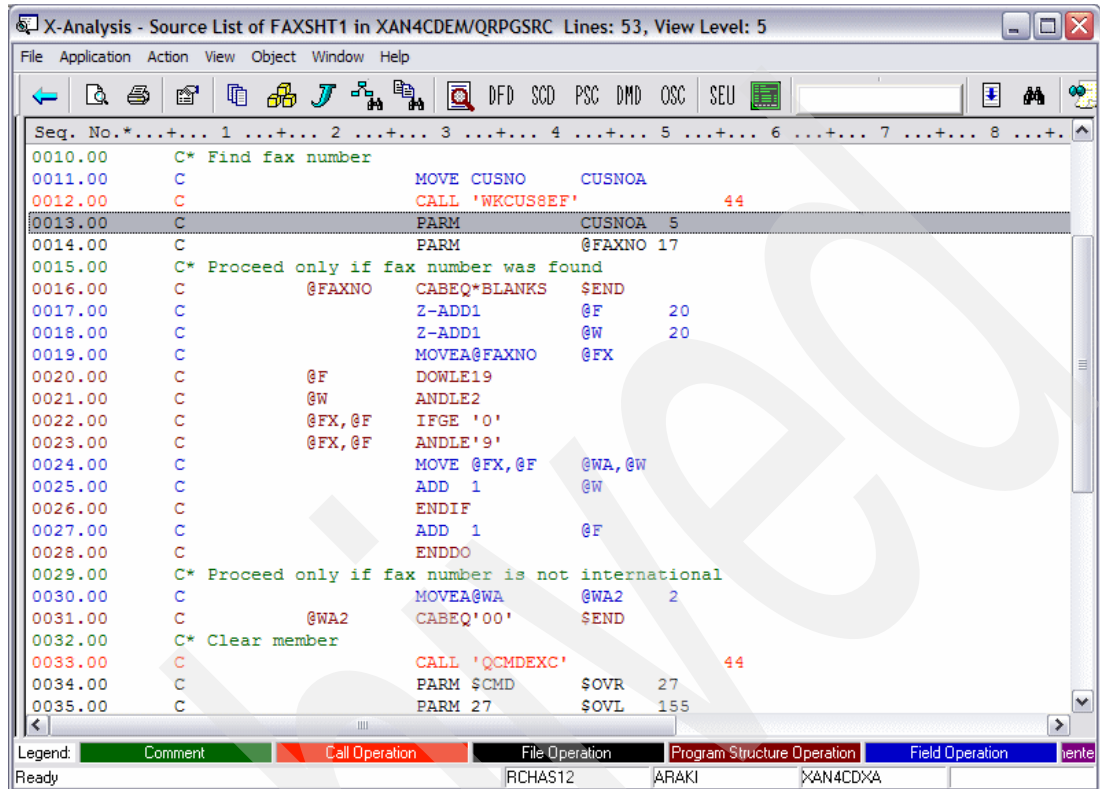 X-Analysis - Source List of FAXSHT1 in XAN4CDEM/QRPGSRC Lines: 53, View Level: 5
File Application Action View Object Window Help
DFD SCD PSC DMD OSC SEU
Seq. No.*...+... 1 ...+... 2 ...+... 3 ...+... 4 ...+... 5 ...+... 6 ...+... 7 ...+... 8 ...+.
0010.00 C* Find fax number
0011.00 C MOVE CUSNO CUSNOA
0012.00 C CALL 'WKCUS8EF' 44
0013.00 C PARM CUSNOA 5
0014.00 C PARM @FAXNO 17
0015.00 C* Proceed only if fax number was found
0016.00 C @FAXNO CABEQ*BLANKS $END
0017.00 C Z-ADD1 @F 20
0018.00 C Z-ADD1 @W 20
0019.00 C MOVEA@FAXNO @FX
0020.00 C @F DOWLE19
0021.00 C @W ANDLE2
0022.00 C @FX,@F IFGE '0'
0023.00 C @FX,@F ANDLE'9'
0024.00 C MOVE @FX,@F @WA,@W
0025.00 C ADD 1 @W
0026.00 C ENDIF
0027.00 C ADD 1 @F
0028.00 C ENDDO
0029.00 C* Proceed only if fax number is not international
0030.00 C MOVEA@WA @WA2 2
0031.00 C @WA2 CABEQ'00' $END
0032.00 C* Clear member
0033.00 C CALL 'QCMDEXC' 44
0034.00 C PARM $CMD $OVR 27
0035.00 C PARM 27 $OVL 155
Legend: Comment Call Operation File Operation Program Structure Operation Field Operation hente
Ready RCHAS12 ARAKI XAN4CDXA